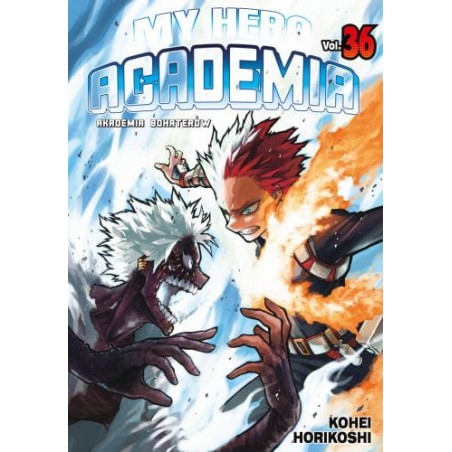 MY HERO
Vol. 36
ACADEMIA
AKADEMIA BOHATERÓW
KOHEI
HORIKOSHI